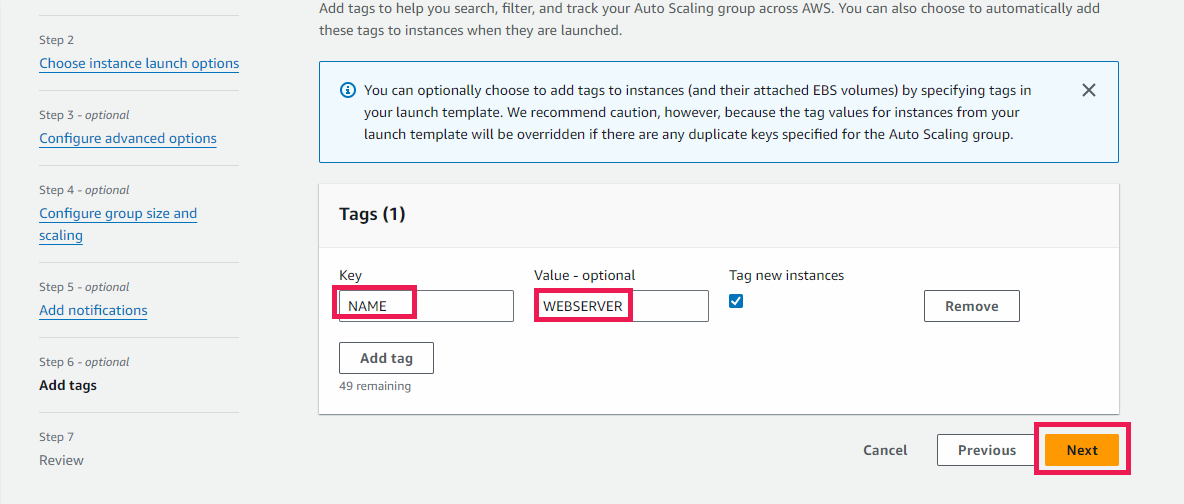 Add tags to help you search, filter, and track your Auto Scaling group across AWS. You can also choose to automatically add
these tags to instances when they are launched.
Step 2
Choose instance launch options
Step 3 - optional
Configure advanced options
Step 4 - optional
Configure group size and
scaling
Step 5 - optional
Add notifications
Step 6 - optional
Add tags
Step 7
Review
You can optionally choose to add tags to instances (and their attached EBS volumes) by specifying tags in
your launch template. We recommend caution, however, because the tag values for instances from your
launch template will be overridden if there are any duplicate keys specified for the Auto Scaling group.
Tags (1)
Key
Value - optional
Tag new instances
NAME
WEBSERVER
Remove
Add tag
49 remaining
Cancel
Previous
Next